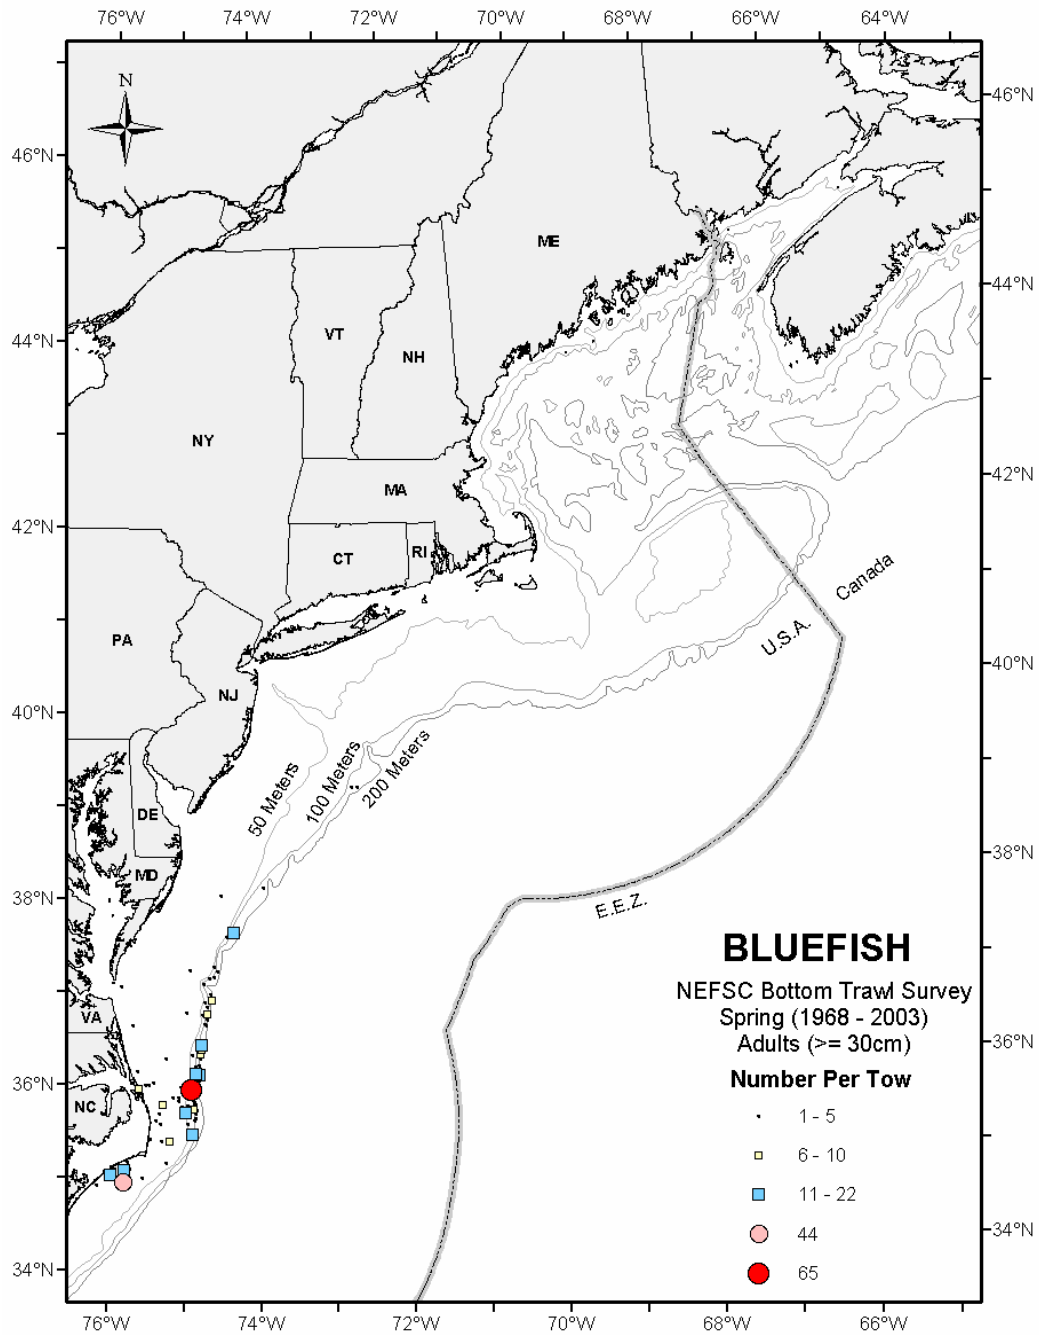 76°W 74°W 72°W 70°W 68°W 66°W 64°W
N
46°N
46°N
ME
44°N
VT
44°N
NH
NY
42°N
MA
42°N
RI
CT
Canada
PA
U.S.A.
40°N
NJ
40°N
50 Meters
100 Meters
200 Meters
DE
38°N
MD
38°N
E.E.Z.
BLUEFISH
NEFSC Bottom Trawl Survey
Spring (1968 - 2003)
Adults (>= 30cm)
Number Per Tow
VA
36°N
36°N
NC
1 - 5
6 - 10
11 - 22
44
65
34°N
34°N
76°W 74°W 72°W 70°W 68°W 66°W